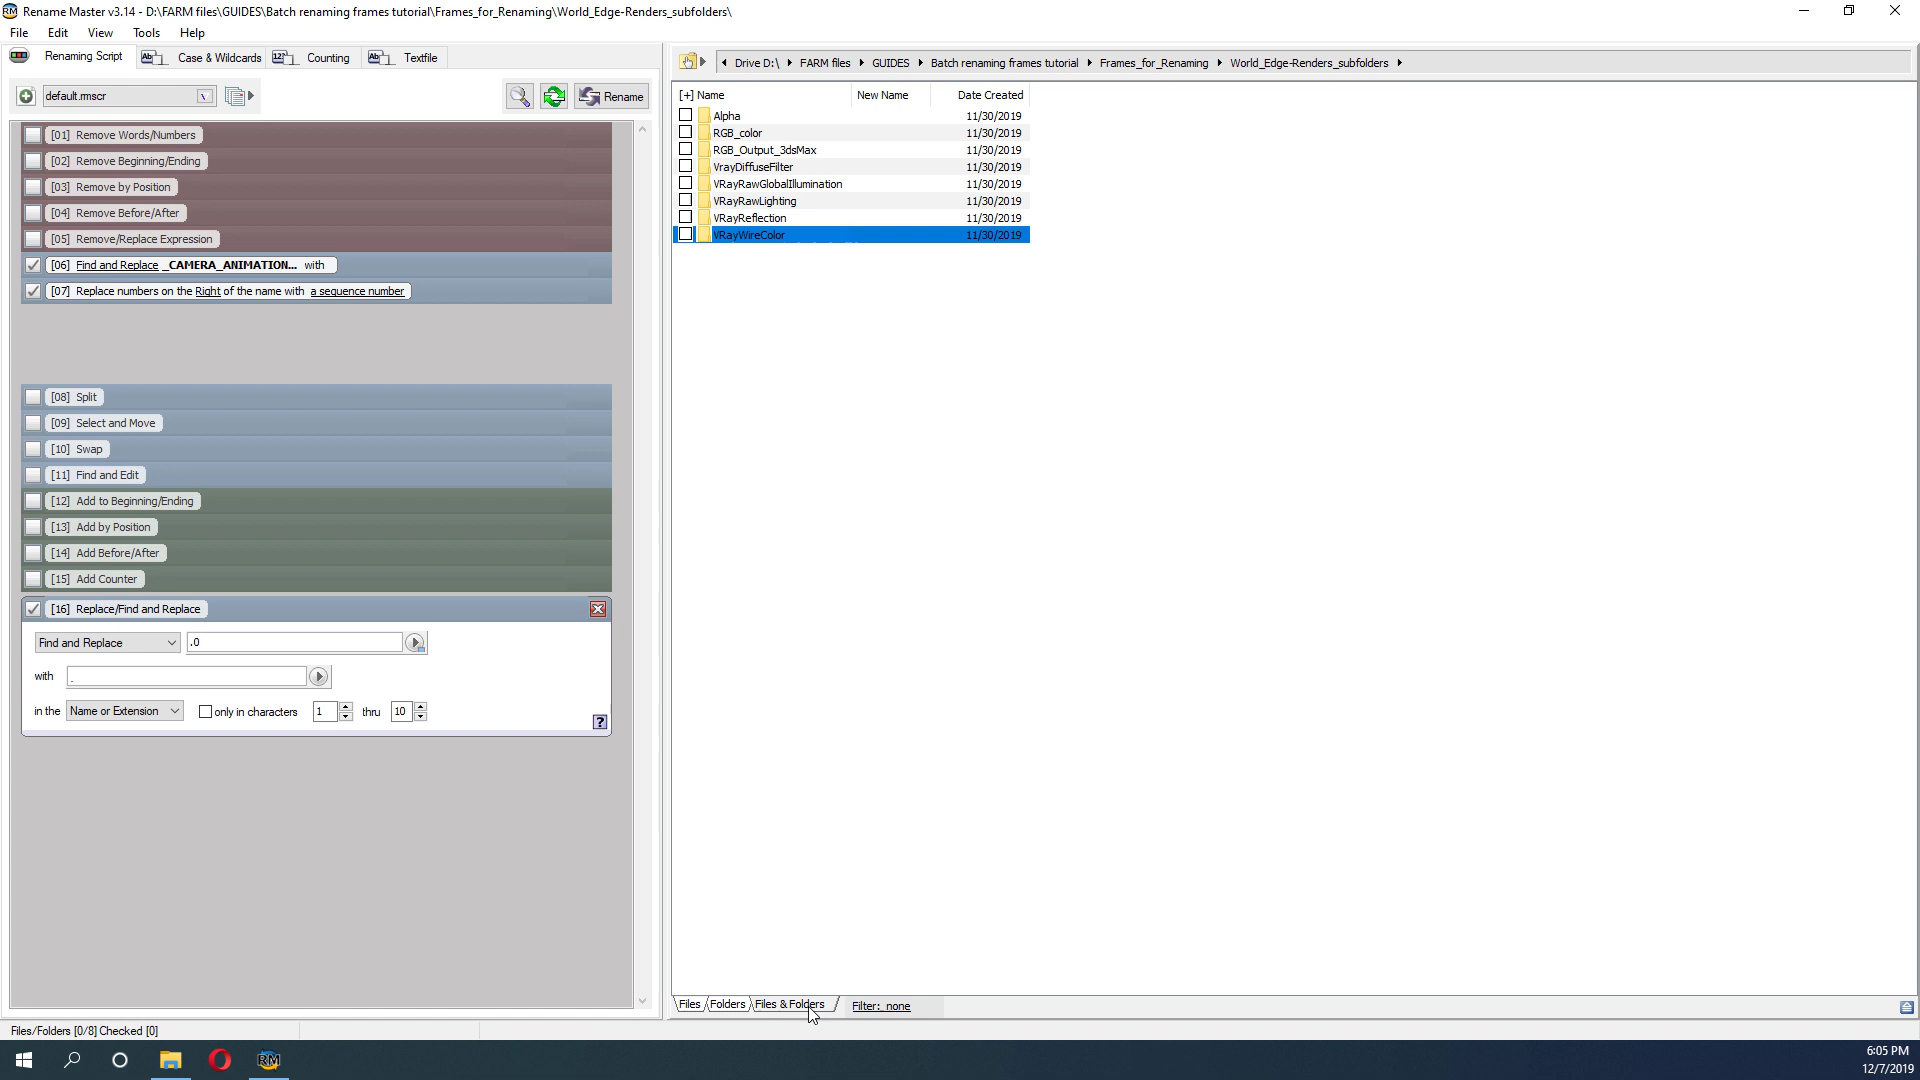 Rename Master v3.14 - D:\FARM files\GUIDES\Batch renaming frames tutorial\Frames_for_Renaming\World_Edge-Renders_subfolders\
File Edit View Tools Help
Renaming Script Case & Wildcards Counting Textfile
default.rmscr Rename
[01] Remove Words/Numbers
[02] Remove Beginning/Ending
[03] Remove by Position
[04] Remove Before/After
[05] Remove/Replace Expression
[06] Find and Replace _CAMERA_ANIMATION... with
[07] Replace numbers on the Right of the name with a sequence number
[08] Split
[09] Select and Move
[10] Swap
[11] Find and Edit
[12] Add to Beginning/Ending
[13] Add by Position
[14] Add Before/After
[15] Add Counter
[16] Replace/Find and Replace
Find and Replace .0
with .
in the Name or Extension only in characters 1 thru 10
?
Drive D:\ FARM files GUIDES Batch renaming frames tutorial Frames_for_Renaming World_Edge-Renders_subfolders
[+] Name New Name Date Created
Alpha 11/30/2019
RGB_color 11/30/2019
RGB_Output_3dsMax 11/30/2019
VrayDiffuseFilter 11/30/2019
VRayRawGlobalIllumination 11/30/2019
VRayRawLighting 11/30/2019
VRayReflection 11/30/2019
VRayWireColor 11/30/2019
Files Folders Files & Folders Filter: none
Files/Folders [0/8] Checked [0]
RM
6:05 PM
12/7/2019